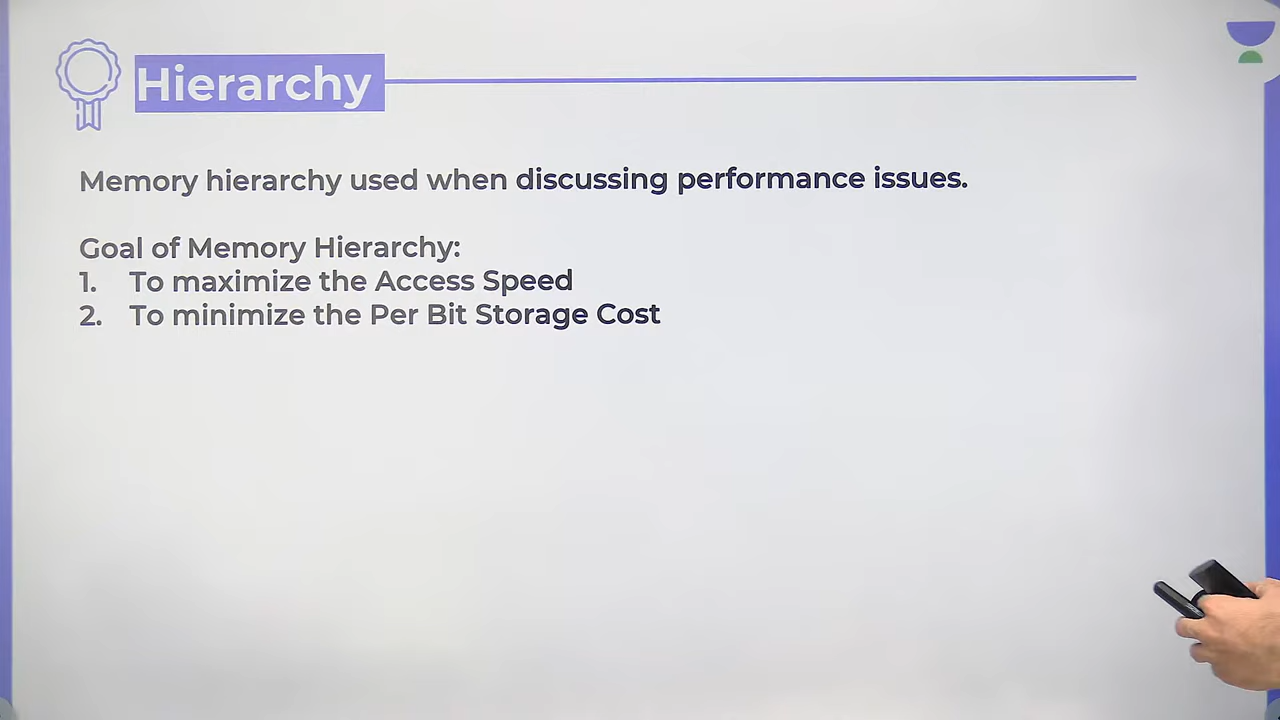 Hierarchy
Memory hierarchy used when discussing performance issues.
Goal of Memory Hierarchy:
1. To maximize the Access Speed
2. To minimize the Per Bit Storage Cost